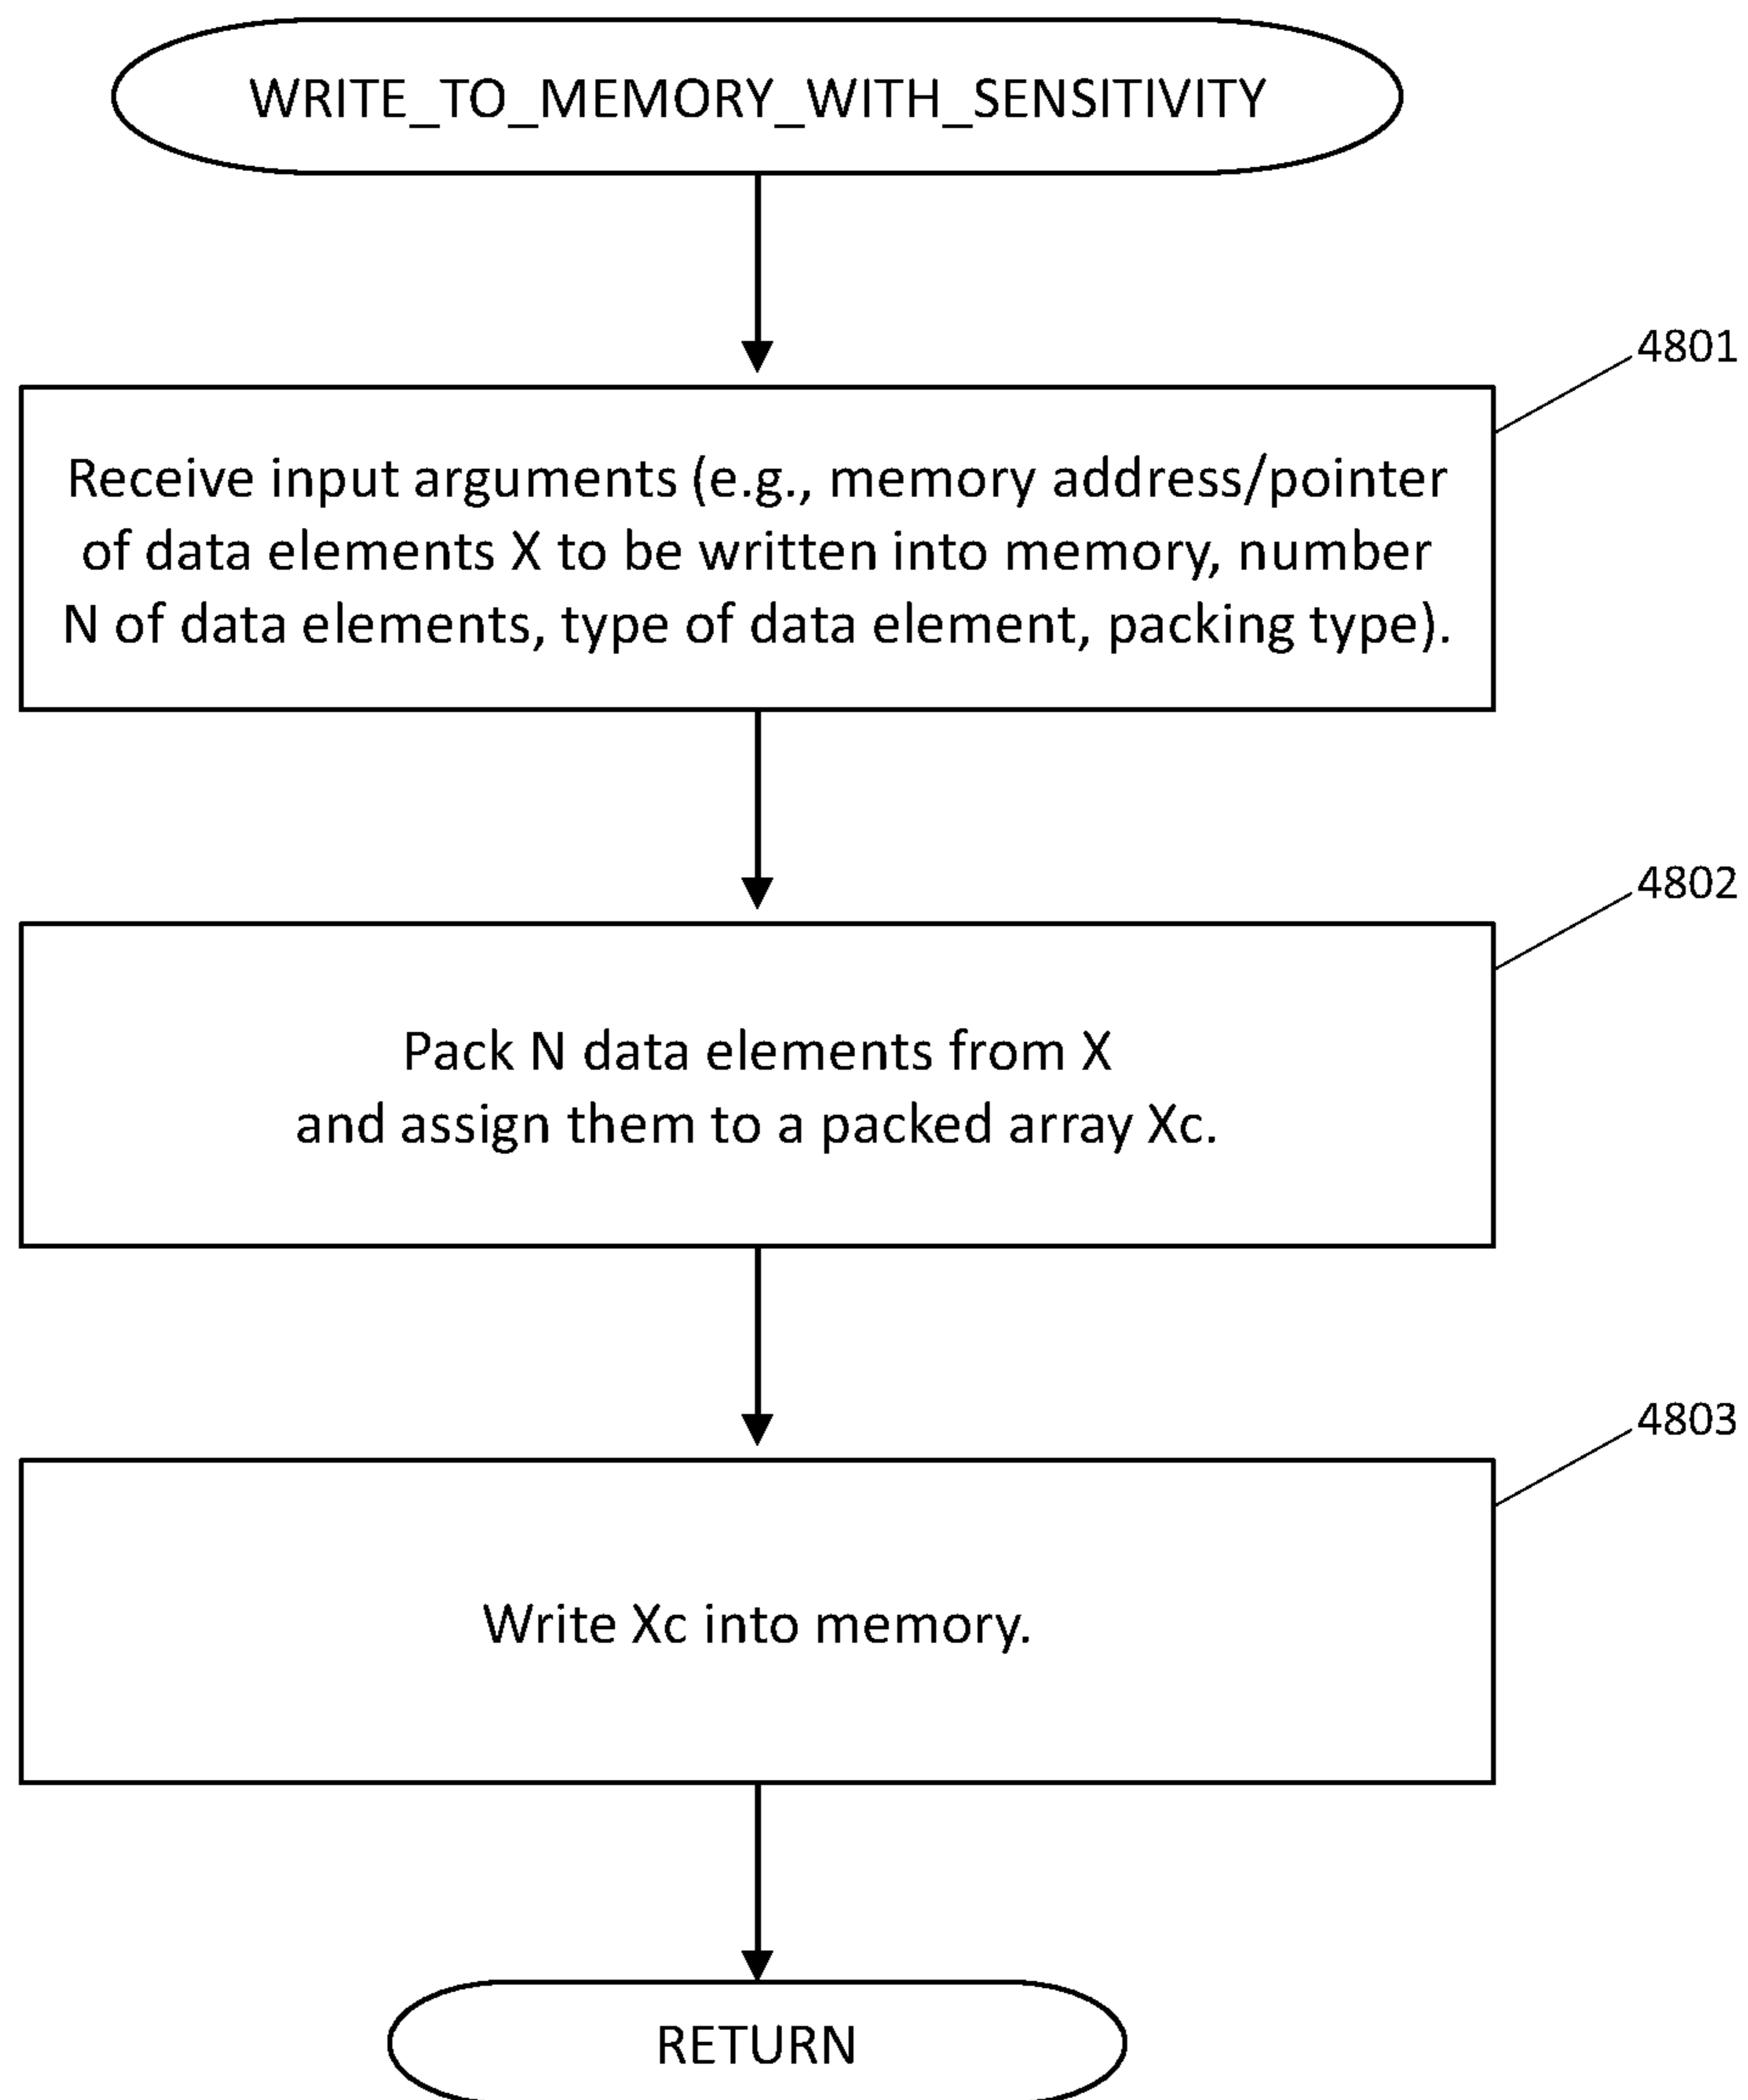 WRITE_TO_MEMORY_WITH_SENSITIVITY
4801
Receive input arguments (e.g., memory address/pointer
of data elements X to be written into memory, number
N of data elements, type of data element, packing type).
4802
Pack N data elements from X
and assign them to a packed array Xc.
4803
Write Xc into memory.
RETURN